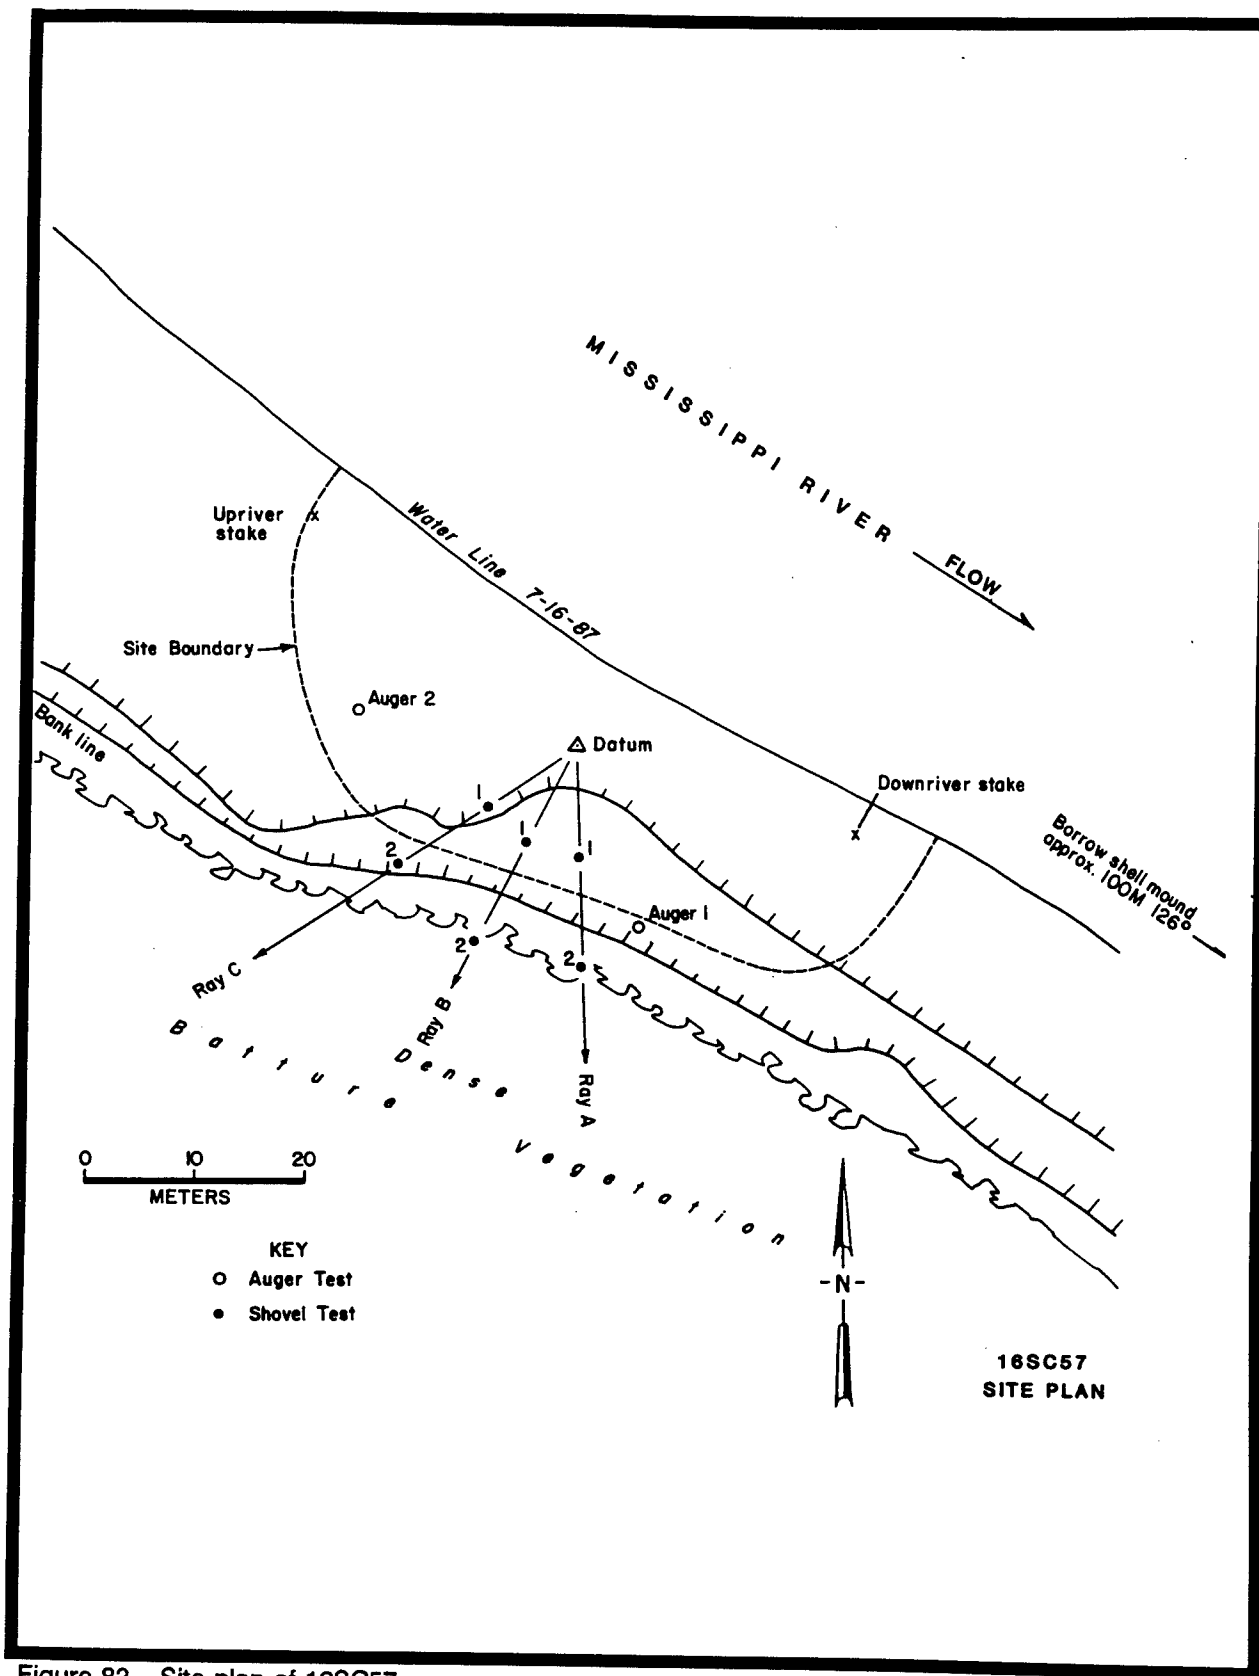 MISSISSIPPI RIVER
FLOW
Upriver
stake
Water Line 7-16-87
Site Boundary
Auger 2
Bank line
Datum
Downriver stake
Borrow shell mound
approx. 100M 126°
1
1
1
2
Auger 1
2
2
Ray C
Ray B
Ray A
Batture
Dense
Vegetation
0 10 20
METERS
KEY
Auger Test
Shovel Test
-N-
16SC57
SITE PLAN